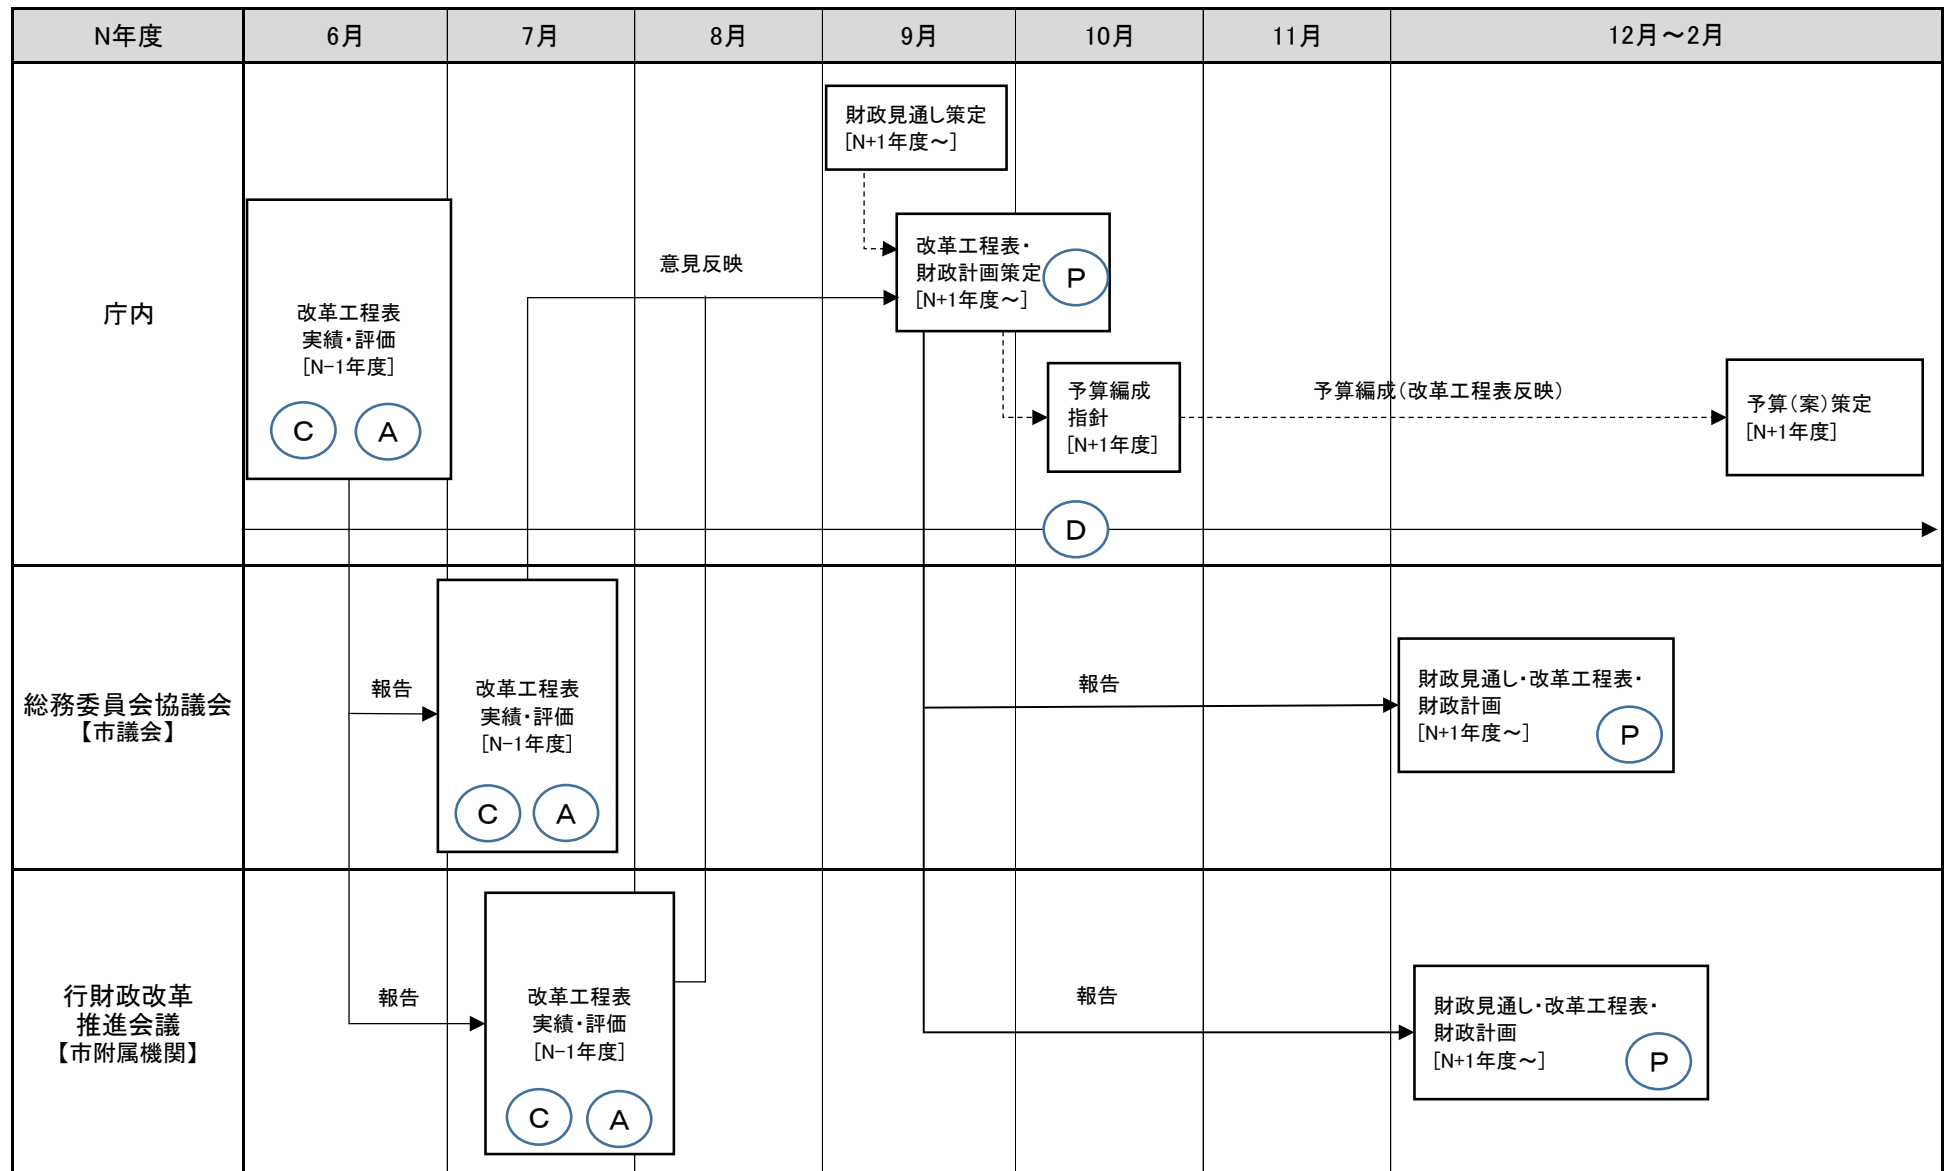 N年度
6月
7月
8月
9月
10月
11月
12月～2月
庁内
改革工程表
実績・評価
[N-1年度]
C
A
意見反映
財政見通し策定
[N+1年度～]
改革工程表・
財政計画策定
[N+1年度～]
P
予算編成
指針
[N+1年度]
予算編成（改革工程表反映）
予算（案）策定
[N+1年度]
D
総務委員会協議会
【市議会】
報告
改革工程表
実績・評価
[N-1年度]
C
A
報告
財政見通し・改革工程表・
財政計画
[N+1年度～]
P
行財政改革
推進会議
【市附属機関】
報告
改革工程表
実績・評価
[N-1年度]
C
A
報告
財政見通し・改革工程表・
財政計画
[N+1年度～]
P